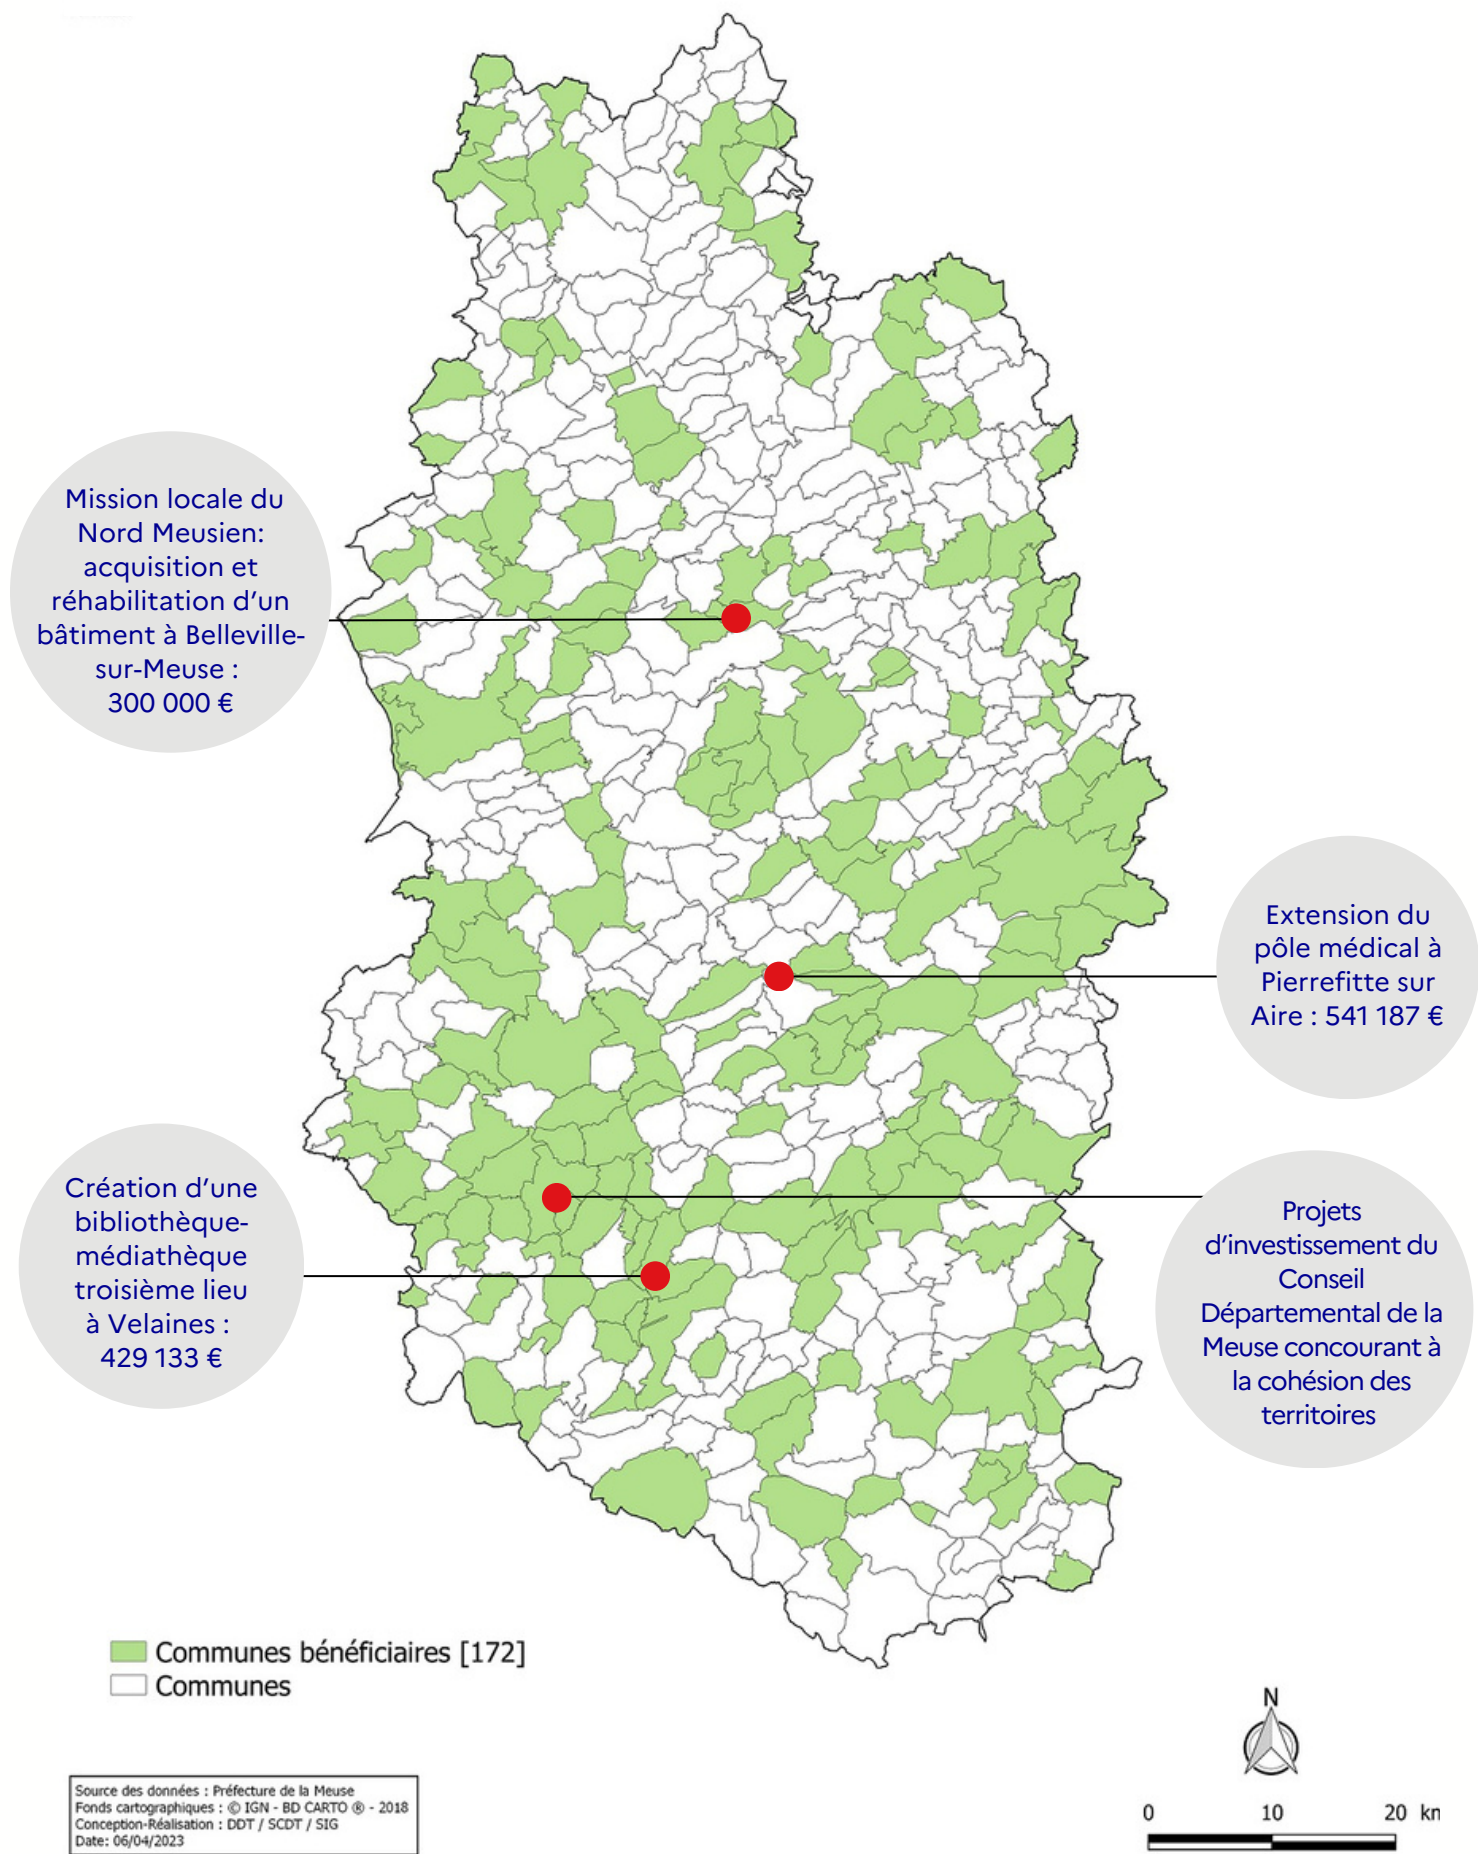 Mission locale du
Nord Meusien:
acquisition et
réhabilitation d’un
bâtiment à Belleville-
sur-Meuse :
300 000 €
Extension du
pôle médical à
Pierrefitte sur
Aire : 541 187 €
Création d’une
bibliothèque-
médiathèque
troisième lieu
à Velaines :
429 133 €
Projets
d’investissement du
Conseil
Départemental de la
Meuse concourant à
la cohésion des
territoires
Communes bénéficiaires [172]
Communes
N
Source des données : Préfecture de la Meuse
Fonds cartographiques : © IGN - BD CARTO ® - 2018
Conception-Réalisation : DDT / SCDT / SIG
Date: 06/04/2023
0 10 20 km